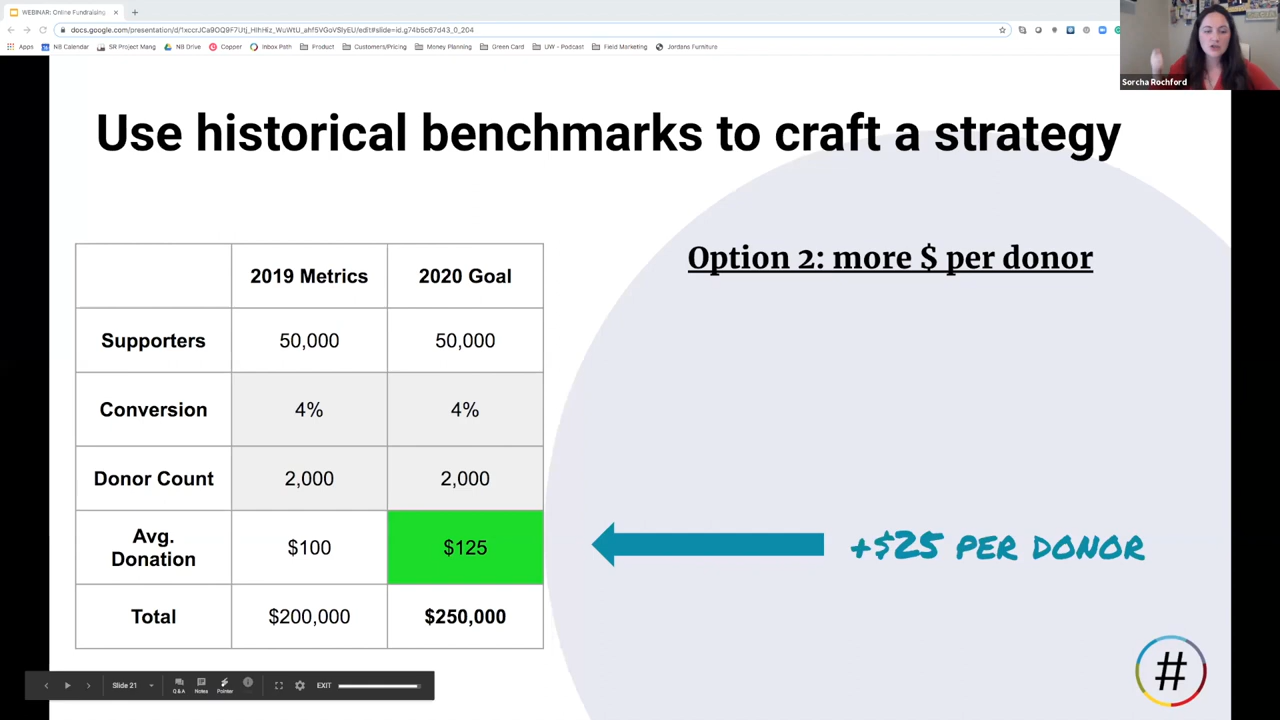 WEBINAR: Online Fundraising
docs.google.com/presentation/d/1xccrJCa9OQ9F7Utj_HlhHiz_WuWtU_ahf5VGoVSlyEU/edit#slide=id.g74b5c67d43_0_204
Apps NB Calendar SR Project Mang NB Drive Copper Inbox Path Product Customers/Pricing Money Planning Green Card UW - Podcast Field Marketing Jordans Furniture
Sorcha Rochford
Use historical benchmarks to craft a strategy
Option 2: more $ per donor
2019 Metrics 2020 Goal
Supporters 50,000 50,000
Conversion 4% 4%
Donor Count 2,000 2,000
Avg. Donation $100 $125
+$25 PER DONOR
Total $200,000 $250,000
#
Slide 21 Q&A Notes Pointer EXIT